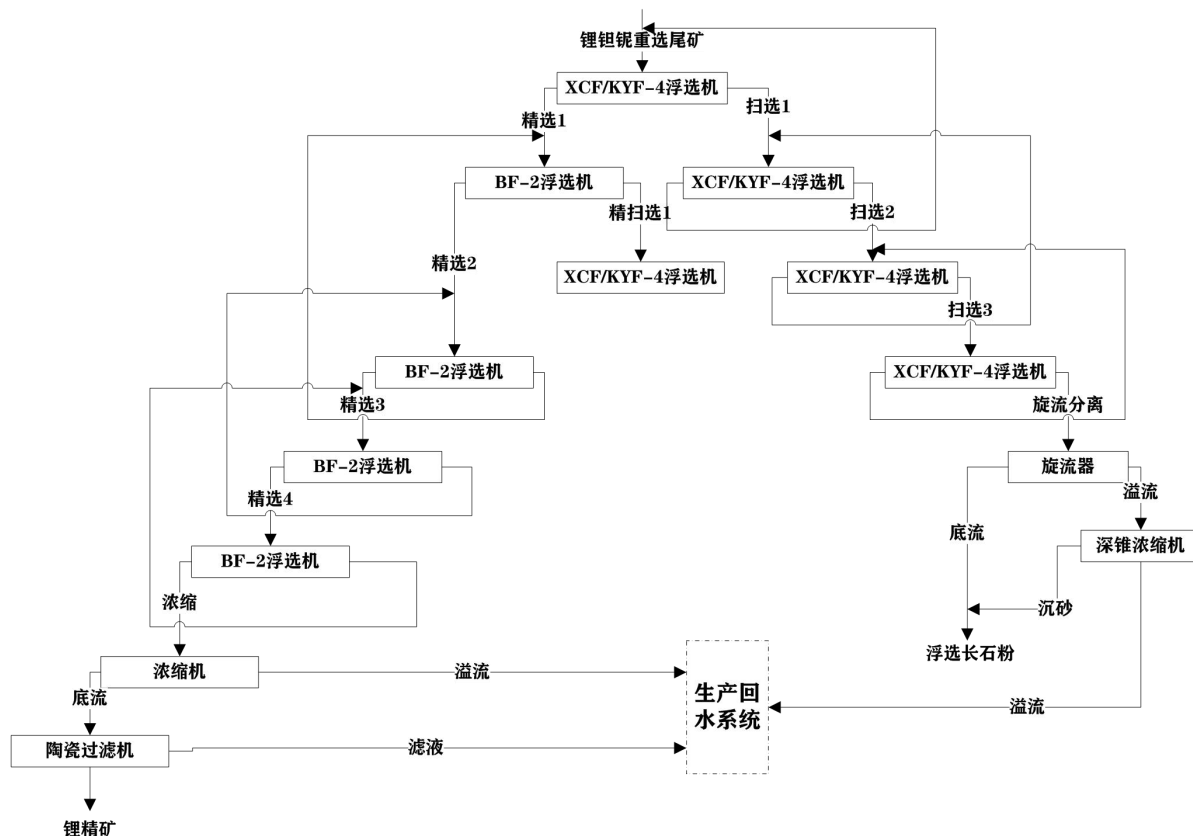 锂钽铌重选尾矿
XCF/KYF-4浮选机
精选1
扫选1
BF-2浮选机
XCF/KYF-4浮选机
精扫选1
扫选2
精选2
XCF/KYF-4浮选机
XCF/KYF-4浮选机
扫选3
BF-2浮选机
XCF/KYF-4浮选机
精选3
旋流分离
BF-2浮选机
旋流器
精选4
溢流
底流
BF-2浮选机
深锥浓缩机
浓缩
沉砂
浮选长石粉
浓缩机
溢流
生产回
水系统
底流
溢流
陶瓷过滤机
滤液
锂精矿